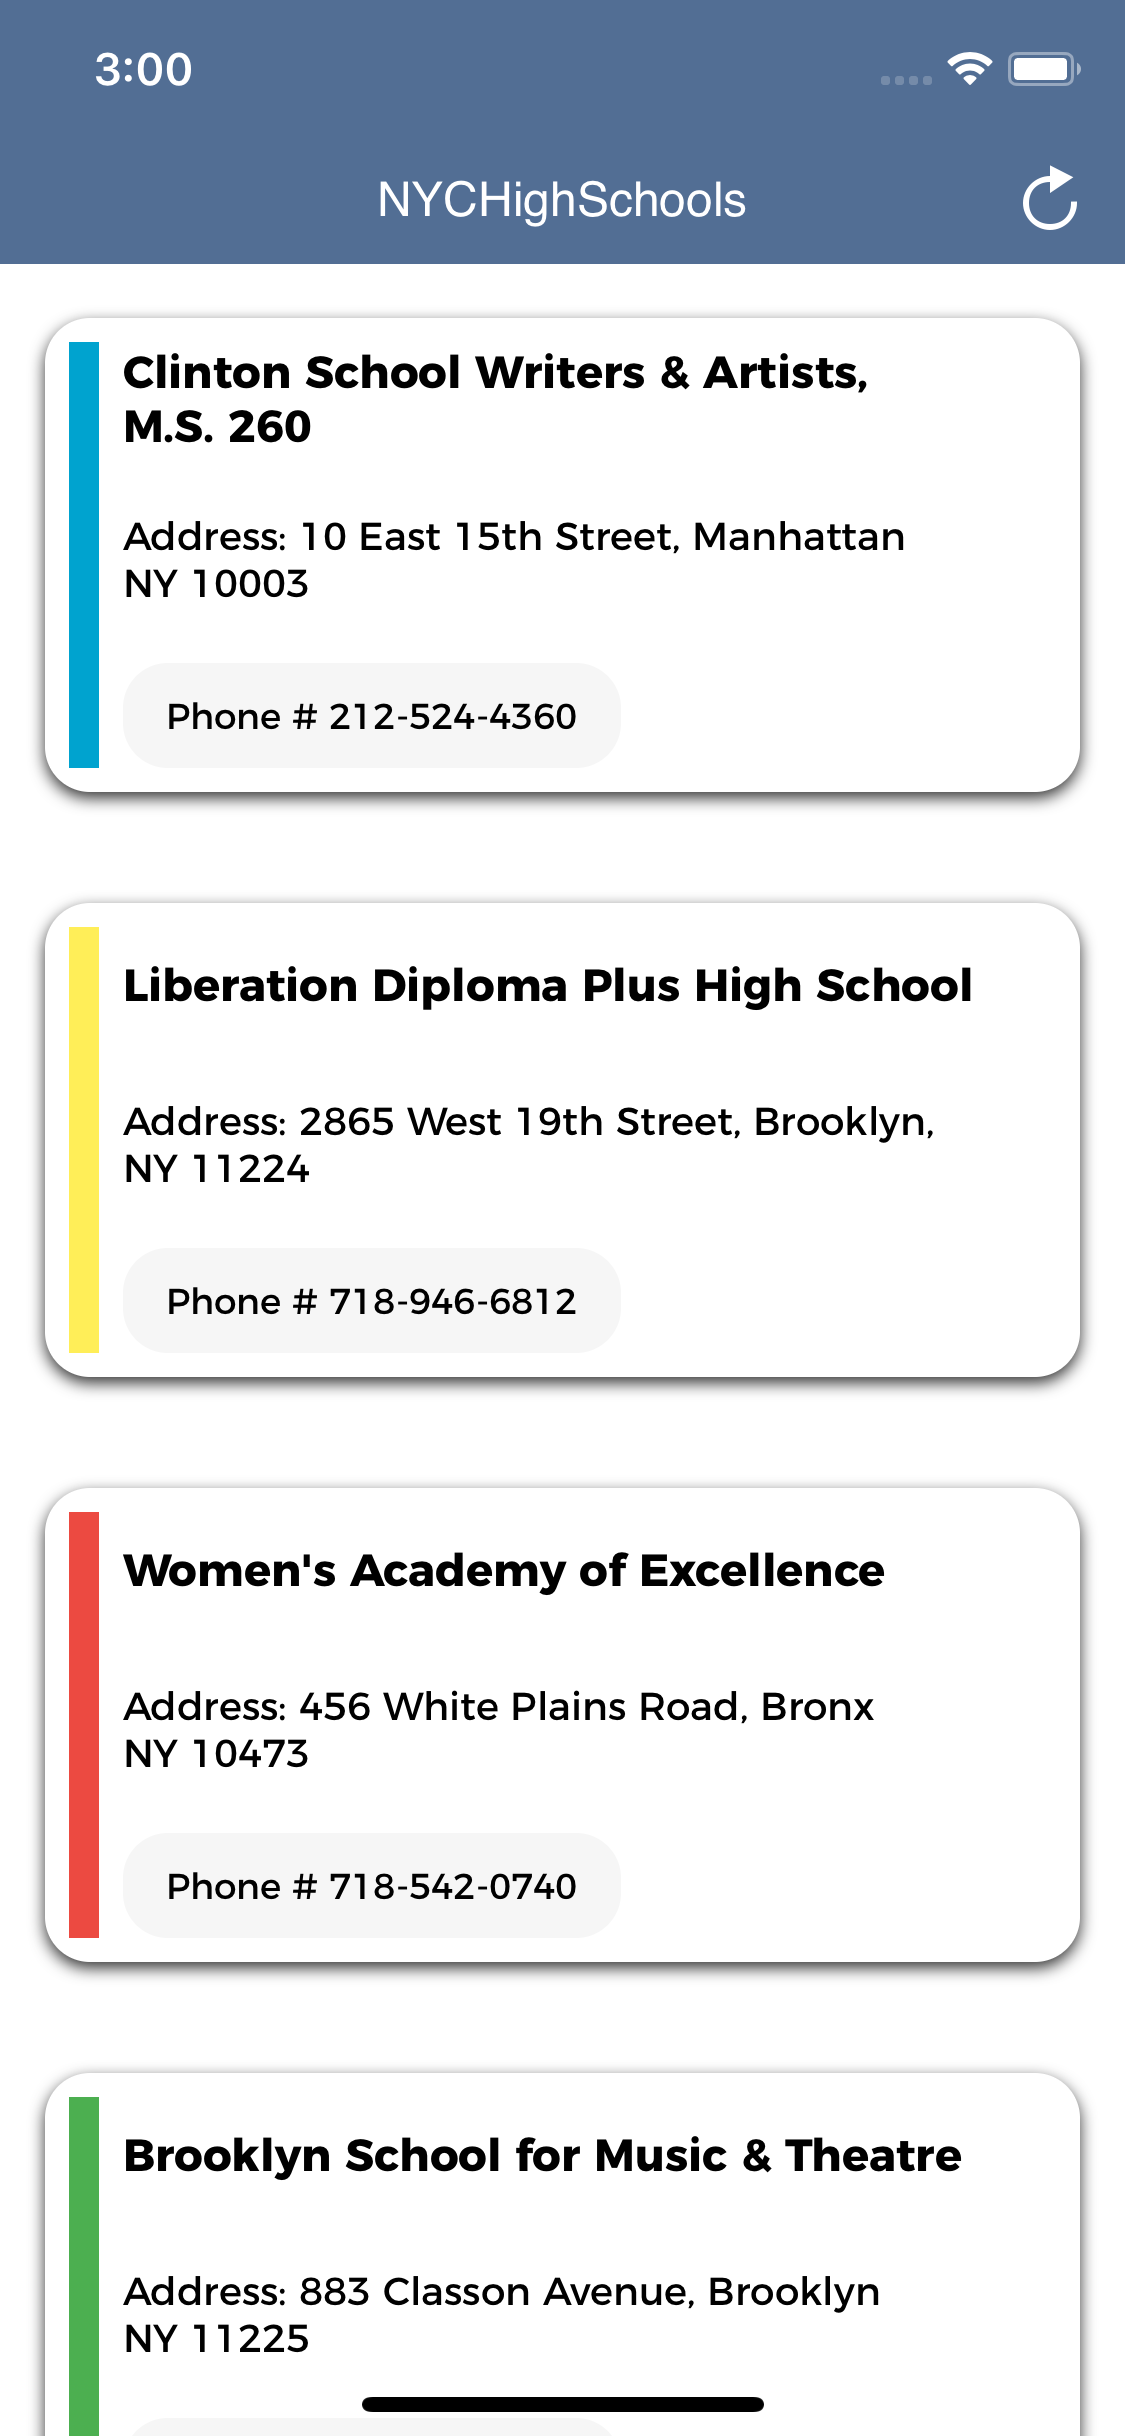 3:00
NYCHighSchools
Clinton School Writers & Artists,
M.S. 260
Address: 10 East 15th Street, Manhattan
NY 10003
Phone # 212-524-4360
Liberation Diploma Plus High School
Address: 2865 West 19th Street, Brooklyn,
NY 11224
Phone # 718-946-6812
Women's Academy of Excellence
Address: 456 White Plains Road, Bronx
NY 10473
Phone # 718-542-0740
Brooklyn School for Music & Theatre
Address: 883 Classon Avenue, Brooklyn
NY 11225